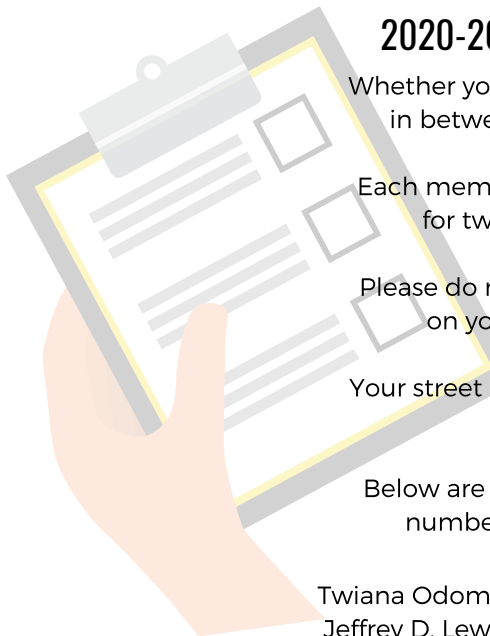 2020-20
Whether yo
in betwe
Each mem
for tw
Please do
on yo
Your street
Below are
numbe
Twiana Odom
Jeffrey D. Lew